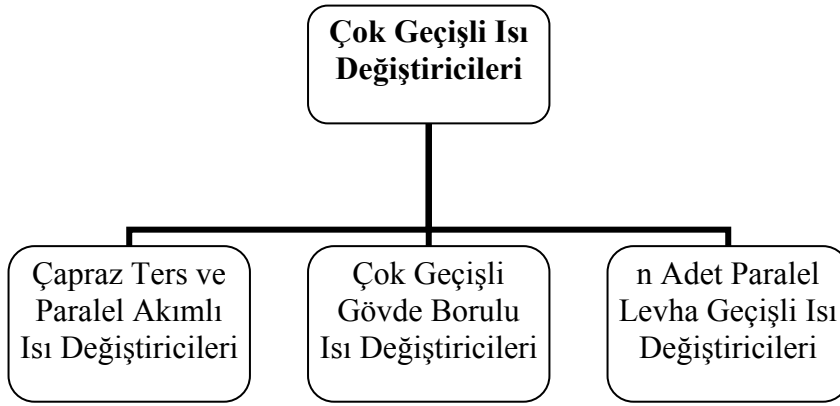 Çok Geçişli Isı
Değiştiricileri
Çapraz Ters ve
Paralel Akımlı
Isı Değiştiricileri
Çok Geçişli
Gövde Borulu
Isı Değiştiricileri
n Adet Paralel
Levha Geçişli Isı
Değiştiricileri